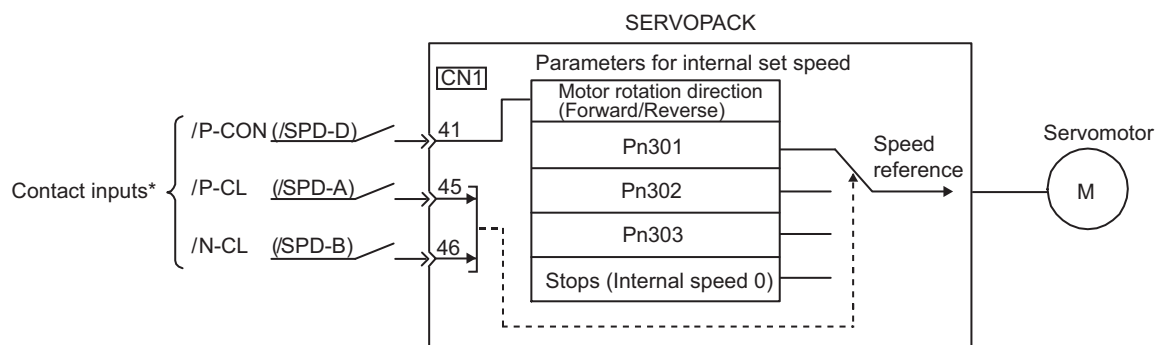 SERVOPACK
Parameters for internal set speed
CN1
Motor rotation direction
(Forward/Reverse)
/P-CON (/SPD-D) 41
Pn301
Speed
reference
Servomotor
Contact inputs*
/P-CL (/SPD-A) 45
Pn302
M
/N-CL (/SPD-B) 46
Pn303
Stops (Internal speed 0)